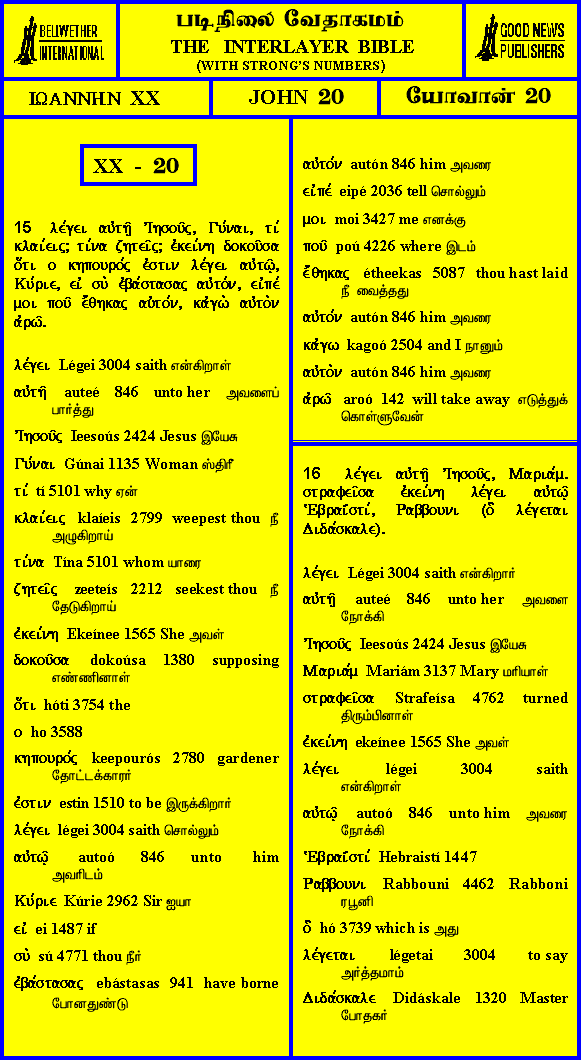 BELLWETHER
INTERNATIONAL
படிநிலை வேதாகமம்
THE INTERLAYER BIBLE
(WITH STRONG'S NUMBERS)
GOOD NEWS
PUBLISHERS
ΙΩΑΝΝΗΝ XX
JOHN 20
யோவான் 20
XX - 20
15 λέγει αὐτῇ Ἰησοῦς, Γύναι, τί
κλαίεις; τίνα ζητεῖς; ἐκείνη δοκοῦσα
ὅτι ο κηπουρός ἐστιν λέγει αὐτῷ,
Κύριε, εἰ σὺ ἐβάστασας αὐτόν, εἰπέ
μοι ποῦ ἔθηκας αὐτόν, κἀγὼ αὐτὸν
ἀρῶ.
λέγει Légei 3004 saith என்கிறாள்
αὐτῇ auteé 846 unto her அவளைப்
பார்த்து
Ἰησοῦς Ieesoús 2424 Jesus இயேசு
Γύναι Gúnai 1135 Woman ஸ்திரீ
τί tí 5101 why ஏன்
κλαίεις klaíeis 2799 weepest thou நீ
அழுகிறாய்
τίνα Tína 5101 whom யாரை
ζητεῖς zeeteís 2212 seekest thou நீ
தேடுகிறாய்
ἐκείνη Ekeínee 1565 She அவள்
δοκοῦσα dokoúsa 1380 supposing
எண்ணினாள்
ὅτι hóti 3754 the
ο ho 3588
κηπουρός keepourós 2780 gardener
தோட்டக்காரர்
ἐστιν estin 1510 to be இருக்கிறார்
λέγει légei 3004 saith சொல்லும்
αὐτῷ autoó 846 unto him
அவரிடம்
Κύριε Kúrie 2962 Sir ஐயா
εἰ ei 1487 if
σὺ sú 4771 thou நீர்
ἐβάστασας ebástasas 941 have borne
போனதுண்டு
αὐτόν autón 846 him அவரை
εἰπέ eipé 2036 tell சொல்லும்
μοι moi 3427 me எனக்கு
ποῦ poú 4226 where இடம்
ἔθηκας étheekas 5087 thou hast laid
நீ வைத்தது
αὐτόν autón 846 him அவரை
κἀγω kagoó 2504 and I நானும்
αὐτὸν autón 846 him அவரை
ἀρῶ aroó 142 will take away எடுத்துக்
கொள்ளுவேன்
16 λέγει αὐτῇ Ἰησοῦς, Μαριάμ.
στραφεῖσα ἐκείνη λέγει αὐτῷ
Ἑβραΐστί, Ραββουνι (ὃ λέγεται
Διδάσκαλε).
λέγει Légei 3004 saith என்கிறார்
αὐτῇ auteé 846 unto her அவளை
நோக்கி
Ἰησοῦς Ieesoús 2424 Jesus இயேசு
Μαριάμ Mariám 3137 Mary மரியாள்
στραφεῖσα Strafeísa 4762 turned
திரும்பினாள்
ἐκείνη ekeínee 1565 She அவள்
λέγει légei 3004 saith
என்கிறாள்
αὐτῷ autoó 846 unto him அவரை
நோக்கி
Ἑβραΐστί Hebraistí 1447
Ραββουνι Rabbouni 4462 Rabboni
ரபூனி
ὃ hó 3739 which is அது
λέγεται légetai 3004 to say
அர்த்தமாம்
Διδάσκαλε Didáskale 1320 Master
போதகர்